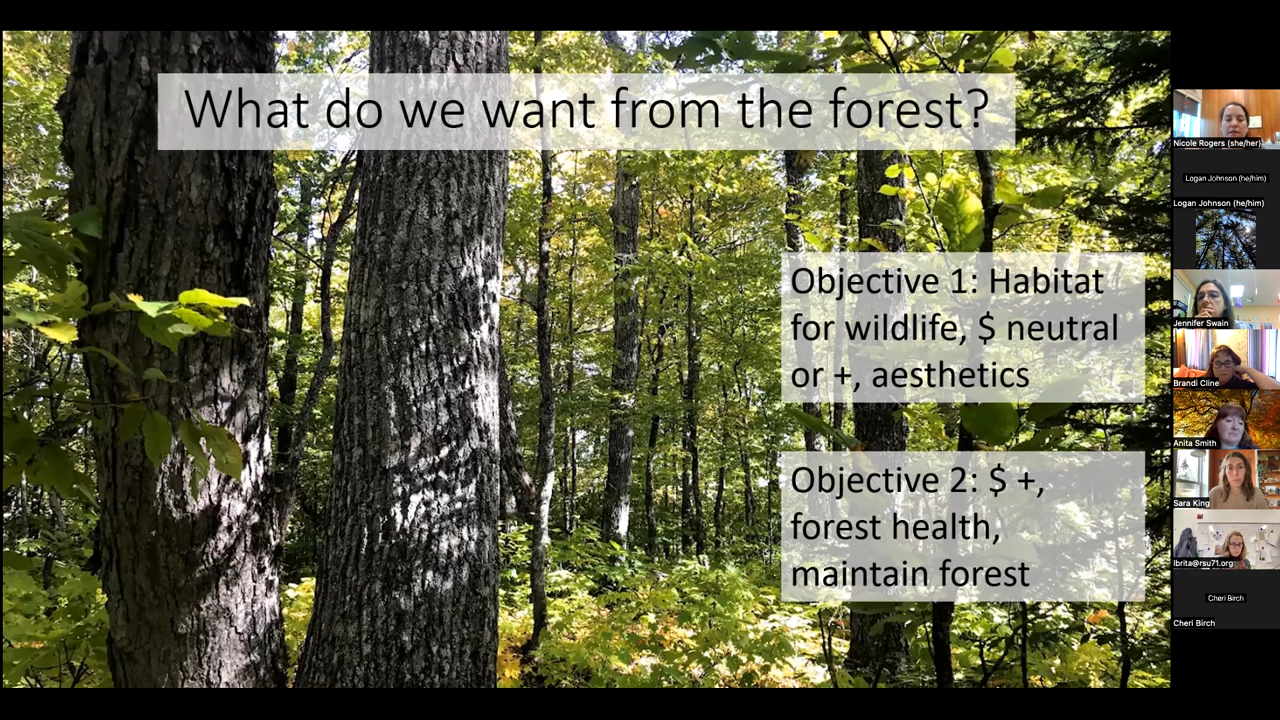 What do we want from the forest?
Objective 1: Habitat
for wildlife, $ neutral
or +, aesthetics
Objective 2: $ +,
forest health,
maintain forest
Nicole Rogers (she/her)
Logan Johnson (he/him)
Logan Johnson (he/him)
Jennifer Swain
Brandi Cline
Anita Smith
Sara King
lbrita@rsu71.org
Cheri Birch
Cheri Birch